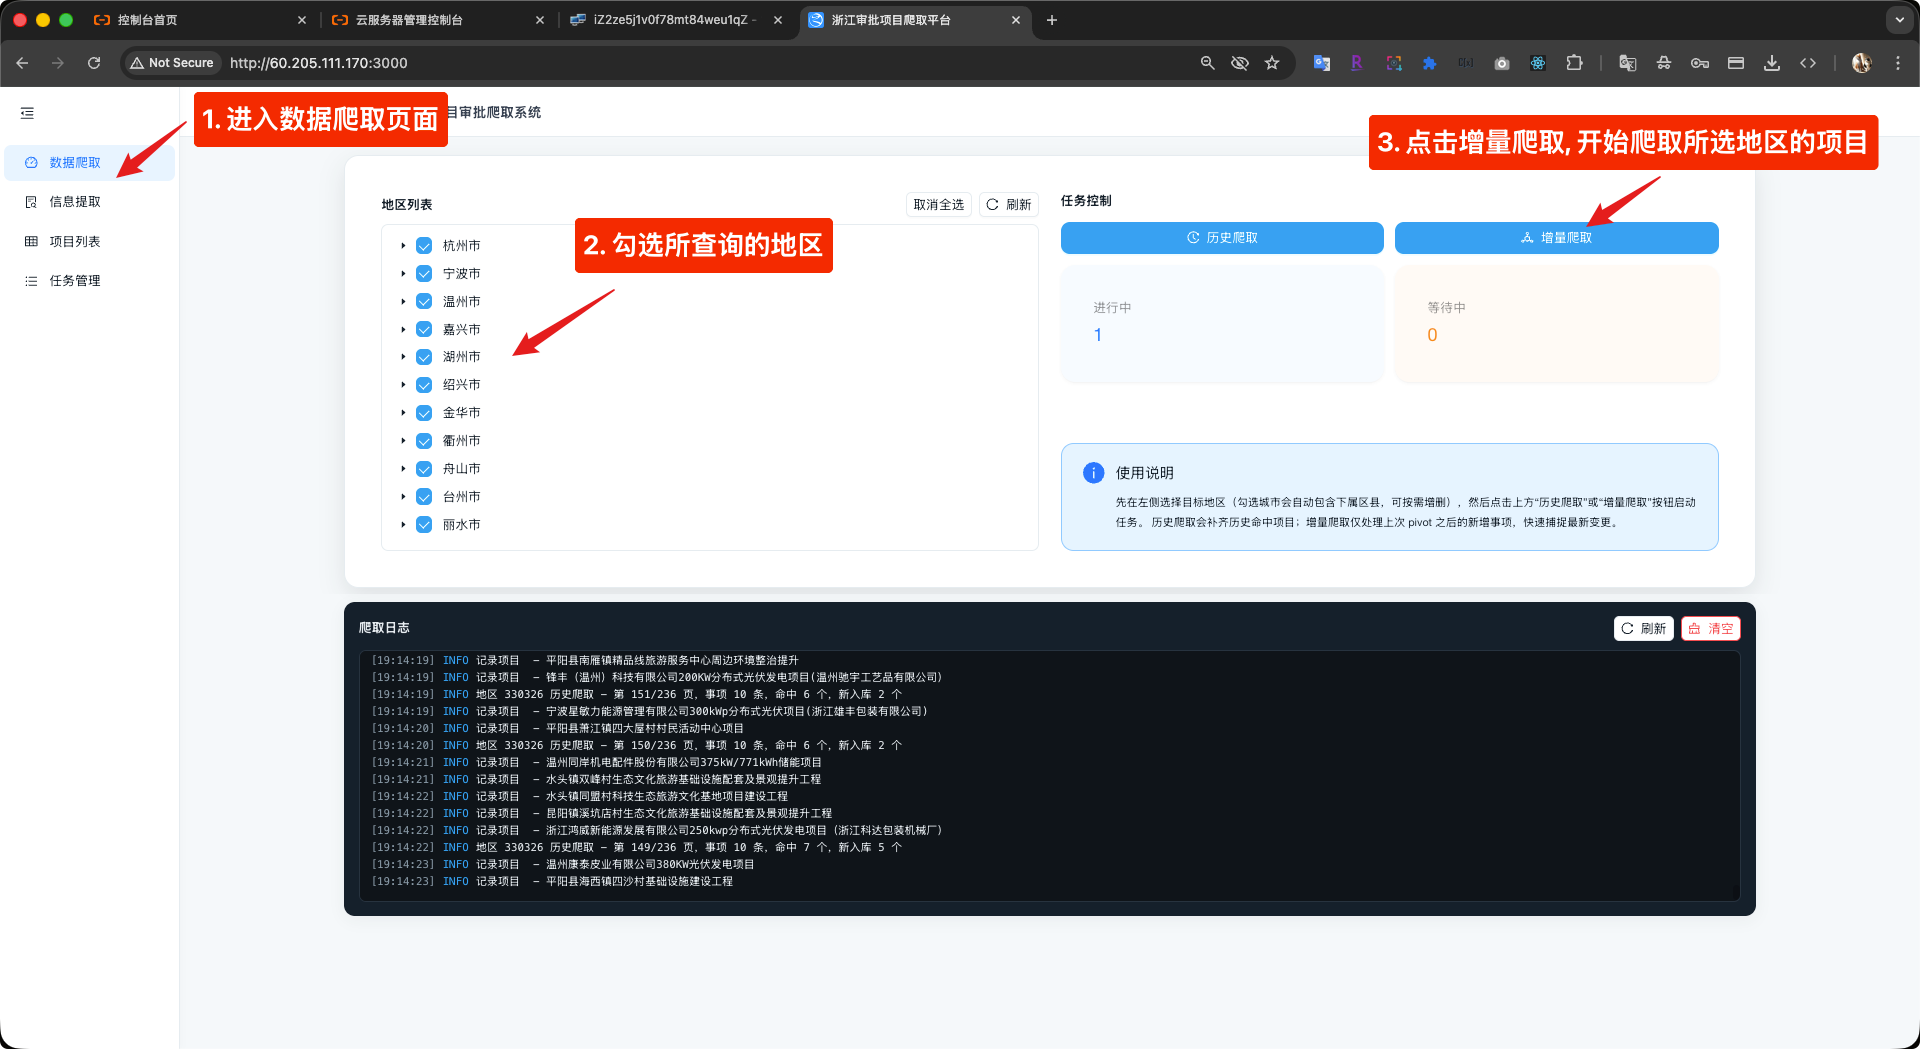 控制台首页
云服务器管理控制台
iZ2ze5j1v0f78mt84weu1qZ -
浙江审批项目爬取平台
Not Secure
http://60.205.111.170:3000
1. 进入数据爬取页面
目审批爬取系统
3. 点击增量爬取, 开始爬取所选地区的项目
数据爬取
信息提取
项目列表
任务管理
地区列表
取消全选
刷新
2. 勾选所查询的地区
杭州市
宁波市
温州市
嘉兴市
湖州市
绍兴市
金华市
衢州市
舟山市
台州市
丽水市
任务控制
历史爬取
增量爬取
进行中
1
等待中
0
使用说明
先在左侧选择目标地区（勾选城市会自动包含下属区县，可按需增删），然后点击上方“历史爬取”或“增量爬取”按钮启动
任务。 历史爬取会补齐历史命中项目；增量爬取仅处理上次 pivot 之后的新增事项，快速捕捉最新变更。
爬取日志
刷新
清空
[19:14:19] INFO 记录项目 - 平阳县南雁镇精品线旅游服务中心周边环境整治提升
[19:14:19] INFO 记录项目 - 锋丰（温州）科技有限公司200KW分布式光伏发电项目(温州驰宇工艺品有限公司)
[19:14:19] INFO 地区 330326 历史爬取 - 第 151/236 页，事项 10 条，命中 6 个，新入库 2 个
[19:14:19] INFO 记录项目 - 宁波星敏力能源管理有限公司300kWp分布式光伏项目(浙江雄丰包装有限公司)
[19:14:20] INFO 记录项目 - 平阳县萧江镇四大屋村村民活动中心项目
[19:14:20] INFO 地区 330326 历史爬取 - 第 150/236 页，事项 10 条，命中 6 个，新入库 2 个
[19:14:21] INFO 记录项目 - 温州同岸机电配件股份有限公司375kW/771kWh储能项目
[19:14:21] INFO 记录项目 - 水头镇双峰村生态文化旅游基础设施配套及景观提升工程
[19:14:22] INFO 记录项目 - 水头镇同盟村科技生态旅游文化基地项目建设工程
[19:14:22] INFO 记录项目 - 昆阳镇溪坑店村生态文化旅游基础设施配套及景观提升工程
[19:14:22] INFO 记录项目 - 浙江鸿威新能源发展有限公司250kwp分布式光伏发电项目（浙江科达包装机械厂）
[19:14:22] INFO 地区 330326 历史爬取 - 第 149/236 页，事项 10 条，命中 7 个，新入库 5 个
[19:14:23] INFO 记录项目 - 温州康泰皮业有限公司380KW光伏发电项目
[19:14:23] INFO 记录项目 - 平阳县海西镇四沙村基础设施建设工程